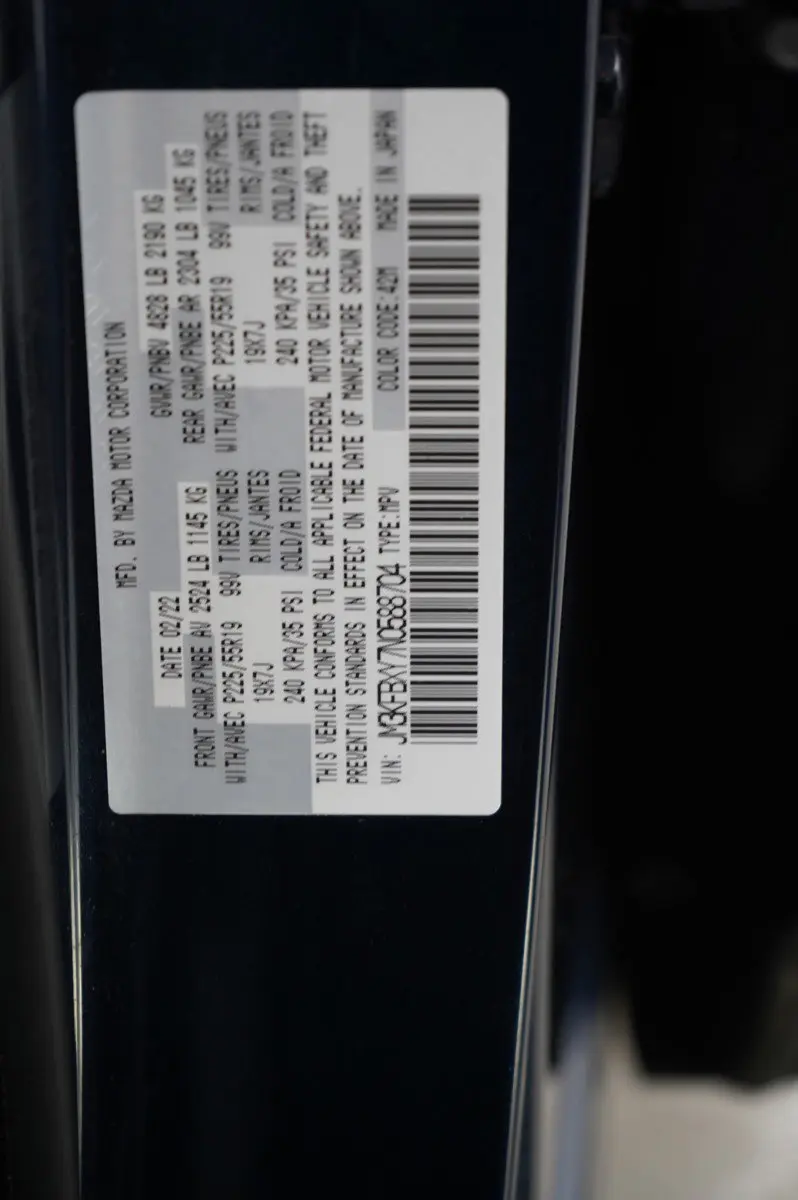 MFD. BY MAZDA MOTOR CORPORATION
DATE 02/22 GVWR/PNBV 4828 LB 2190 KG
FRONT GAWR/PNBE AV 2524 LB 1145 KG REAR GAWR/PNBE AR 2304 LB 1045 KG
WITH/AVEC P225/55R19 99V TIRES/PNEUS WITH/AVEC P225/55R19 99V TIRES/PNEUS
19X7J RIMS/JANTES 19X7J RIMS/JANTES
240 KPA/35 PSI COLD/A FROID 240 KPA/35 PSI COLD/A FROID
THIS VEHICLE CONFORMS TO ALL APPLICABLE FEDERAL MOTOR VEHICLE SAFETY AND THEFT
PREVENTION STANDARDS IN EFFECT ON THE DATE OF MANUFACTURE SHOWN ABOVE..
VIN: JM3KFBXY7N0588704 TYPE:MPV COLOR CODE:42M MADE IN JAPAN